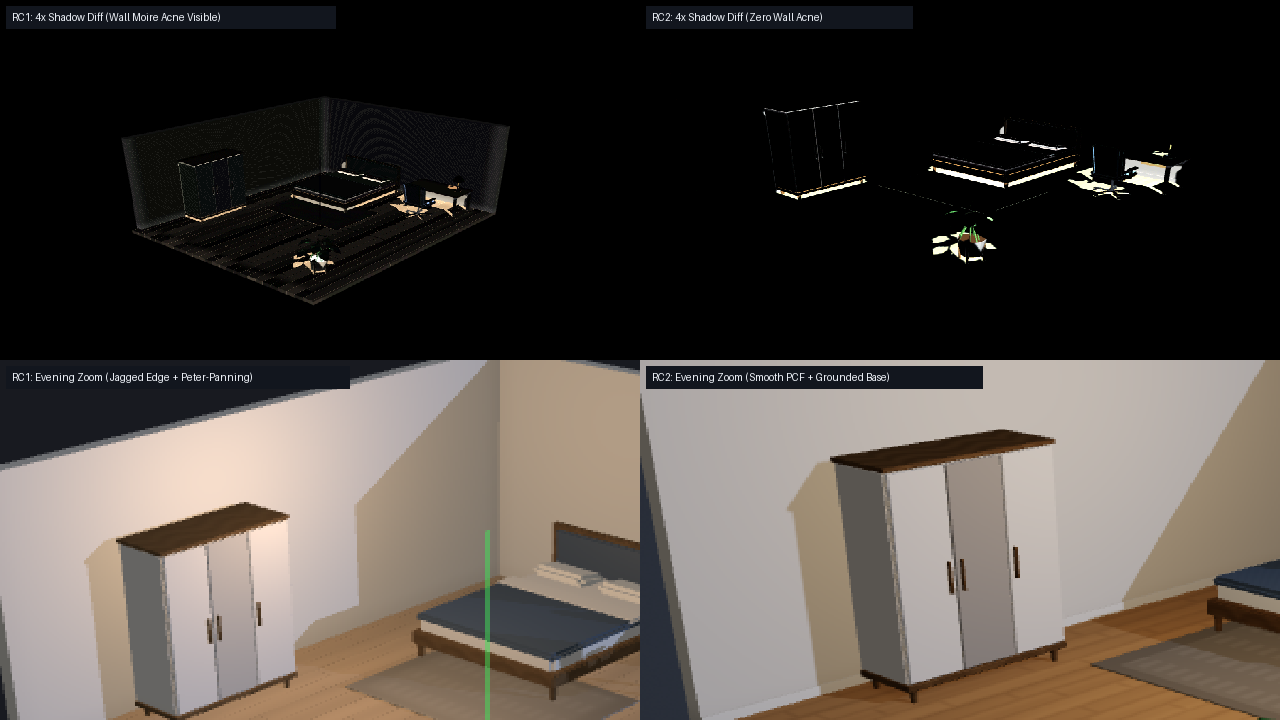 RC1: 4x Shadow Diff (Wall Moire Acne Visible)
RC2: 4x Shadow Diff (Zero Wall Acne)
RC1: Evening Zoom (Jagged Edge + Peter-Panning)
RC2: Evening Zoom (Smooth PCF + Grounded Base)